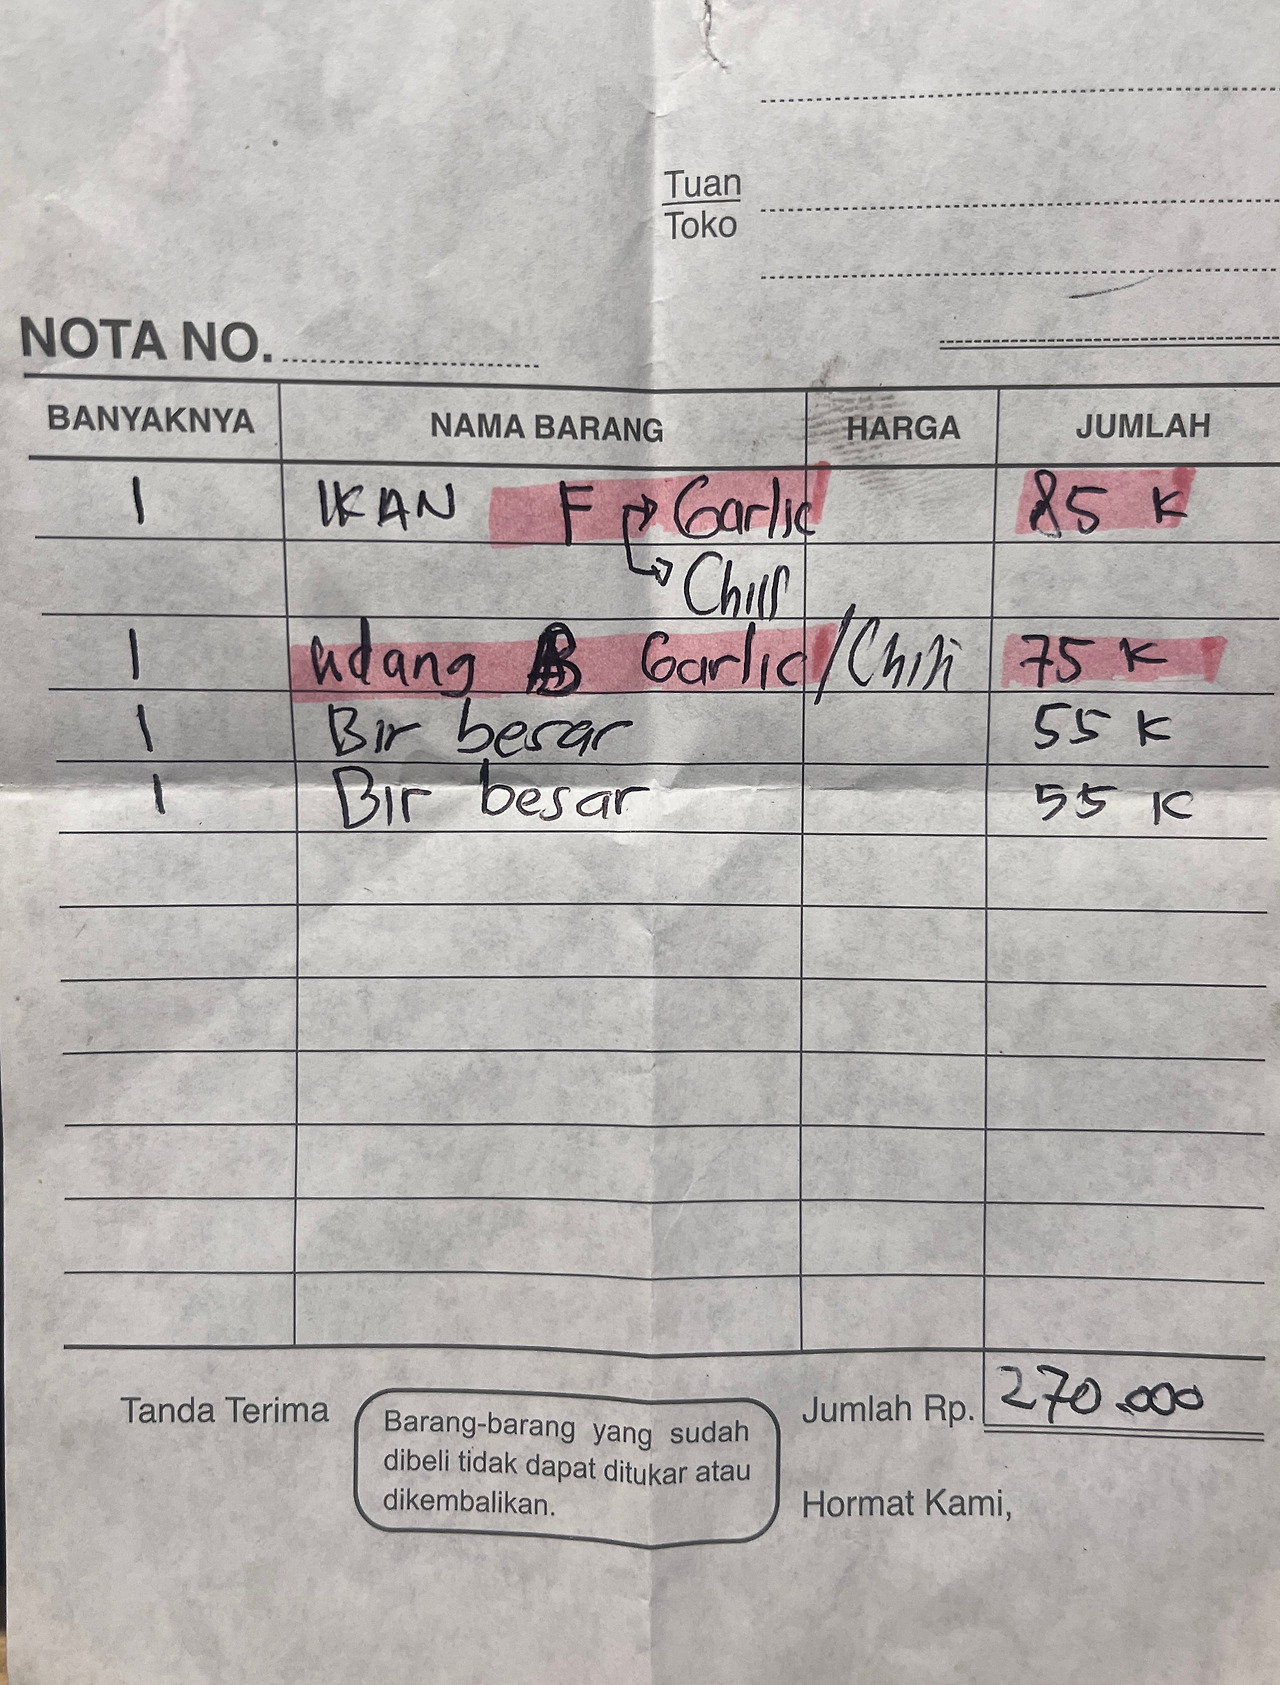 Tuan
Toko
NOTA NO.
BANYAKNYA NAMA BARANG HARGA JUMLAH
1 IKAN F Garlic 85 K
Chili
1 udang B Garlic/Chili 75 K
1 Bir besar 55 K
1 Bir besar 55 K
Tanda Terima
Barang-barang yang sudah
dibeli tidak dapat ditukar atau
dikembalikan.
Jumlah Rp. 270.000
Hormat Kami,